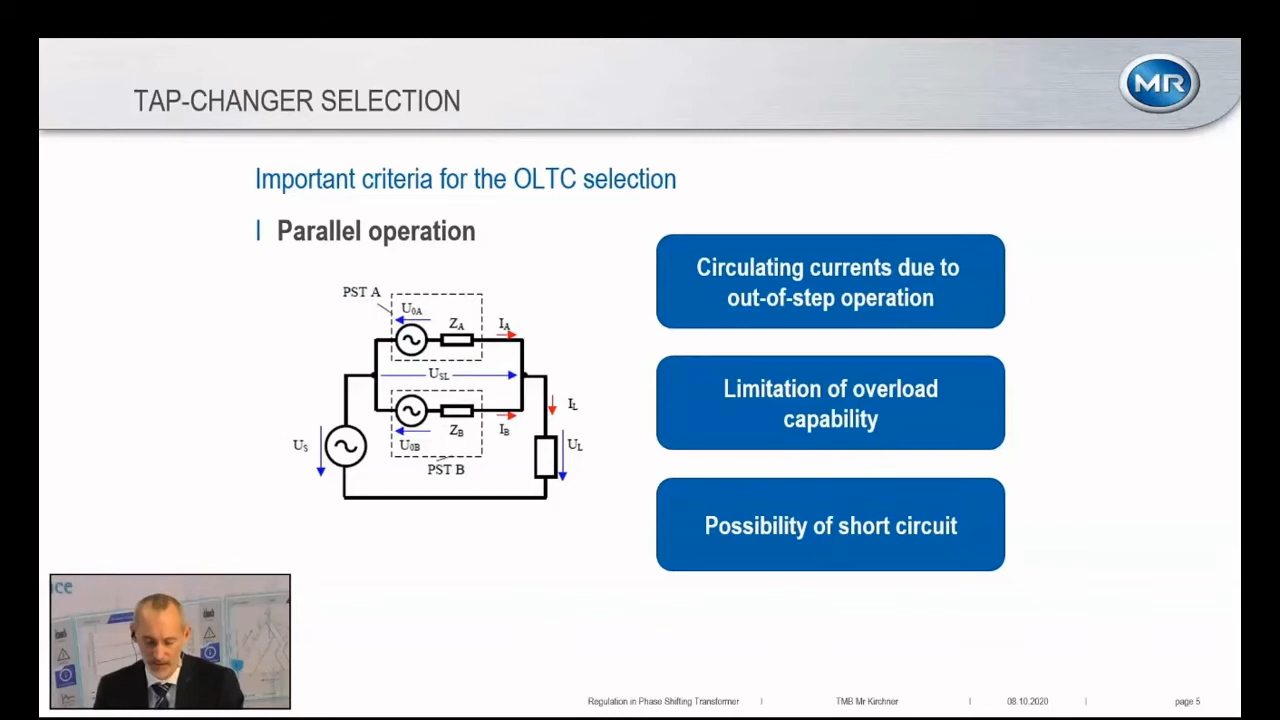 TAP-CHANGER SELECTION
MR
Important criteria for the OLTC selection
Parallel operation
PST A
U0A
ZA
IA
USL
IL
US
U0B
ZB
IB
UL
PST B
Circulating currents due to
out-of-step operation
Limitation of overload
capability
Possibility of short circuit
ce
Regulation in Phase Shifting Transformer
TMB Mr Kirchner
08.10.2020
page 5